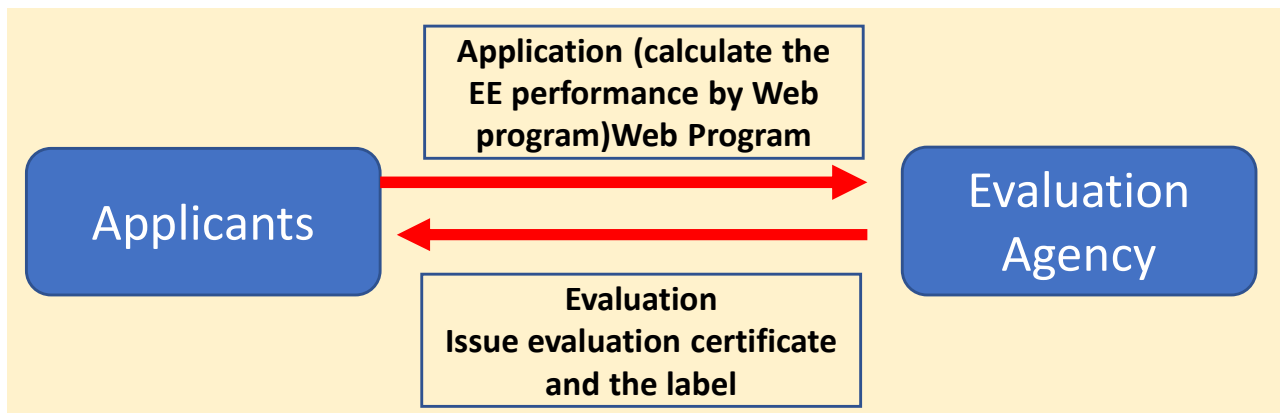 Application (calculate the
EE performance by Web
program)Web Program
Applicants
Evaluation
Agency
Evaluation
Issue evaluation certificate
and the label